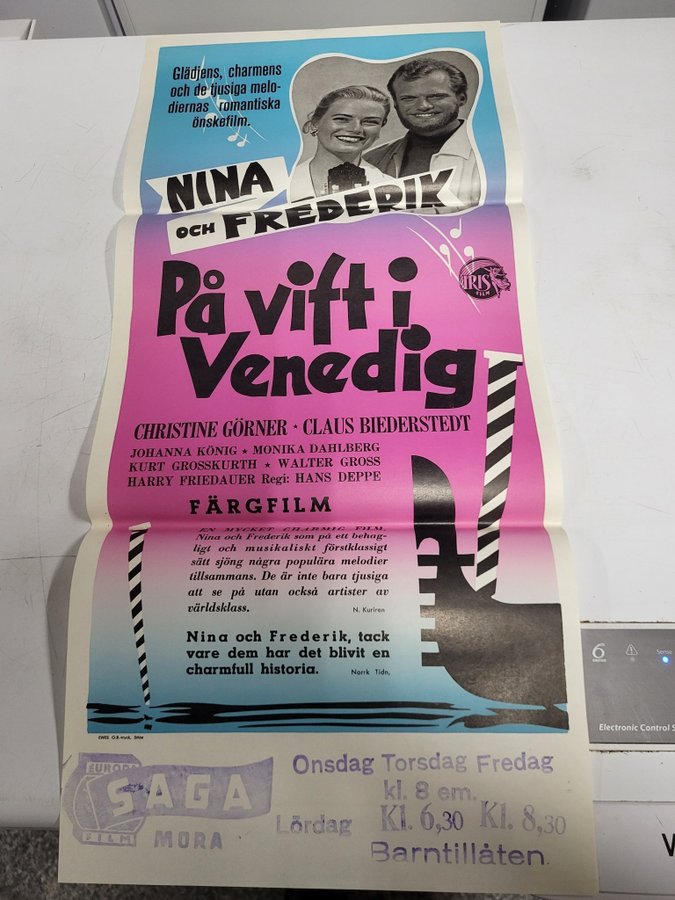 Glädjens, charmens
och de tjusiga melo-
diernas romantiska
önskefilm.
NINA
OCH FREDERIK
IRIS
FILM
På vift i
Venedig
CHRISTINE GÖRNER ★ CLAUS BIEDERSTEDT
JOHANNA KÖNIG ★ MONIKA DAHLBERG
KURT GROSSKURTH ★ WALTER GROSS
HARRY FRIEDAUER Regi: HANS DEPPE
FÄRGFILM
EN MYCKET CHARMIG FILM.
Nina och Frederik som på ett behag-
ligt och musikaliskt förstklassigt
sätt sjöng några populära melodier
tillsammans. De är inte bara tjusiga
att se på utan också artister av
världsklass.
N. Kuriren
Nina och Frederik, tack
vare dem har det blivit en
charmfull historia.
Norrk Tidn.
EUROPA
FILM
SAGA
MORA
Onsdag Torsdag Fredag
kl. 8 em.
Lördag Kl. 6,30 Kl. 8,30
Barntillåten.
6
Sense
Electronic Control